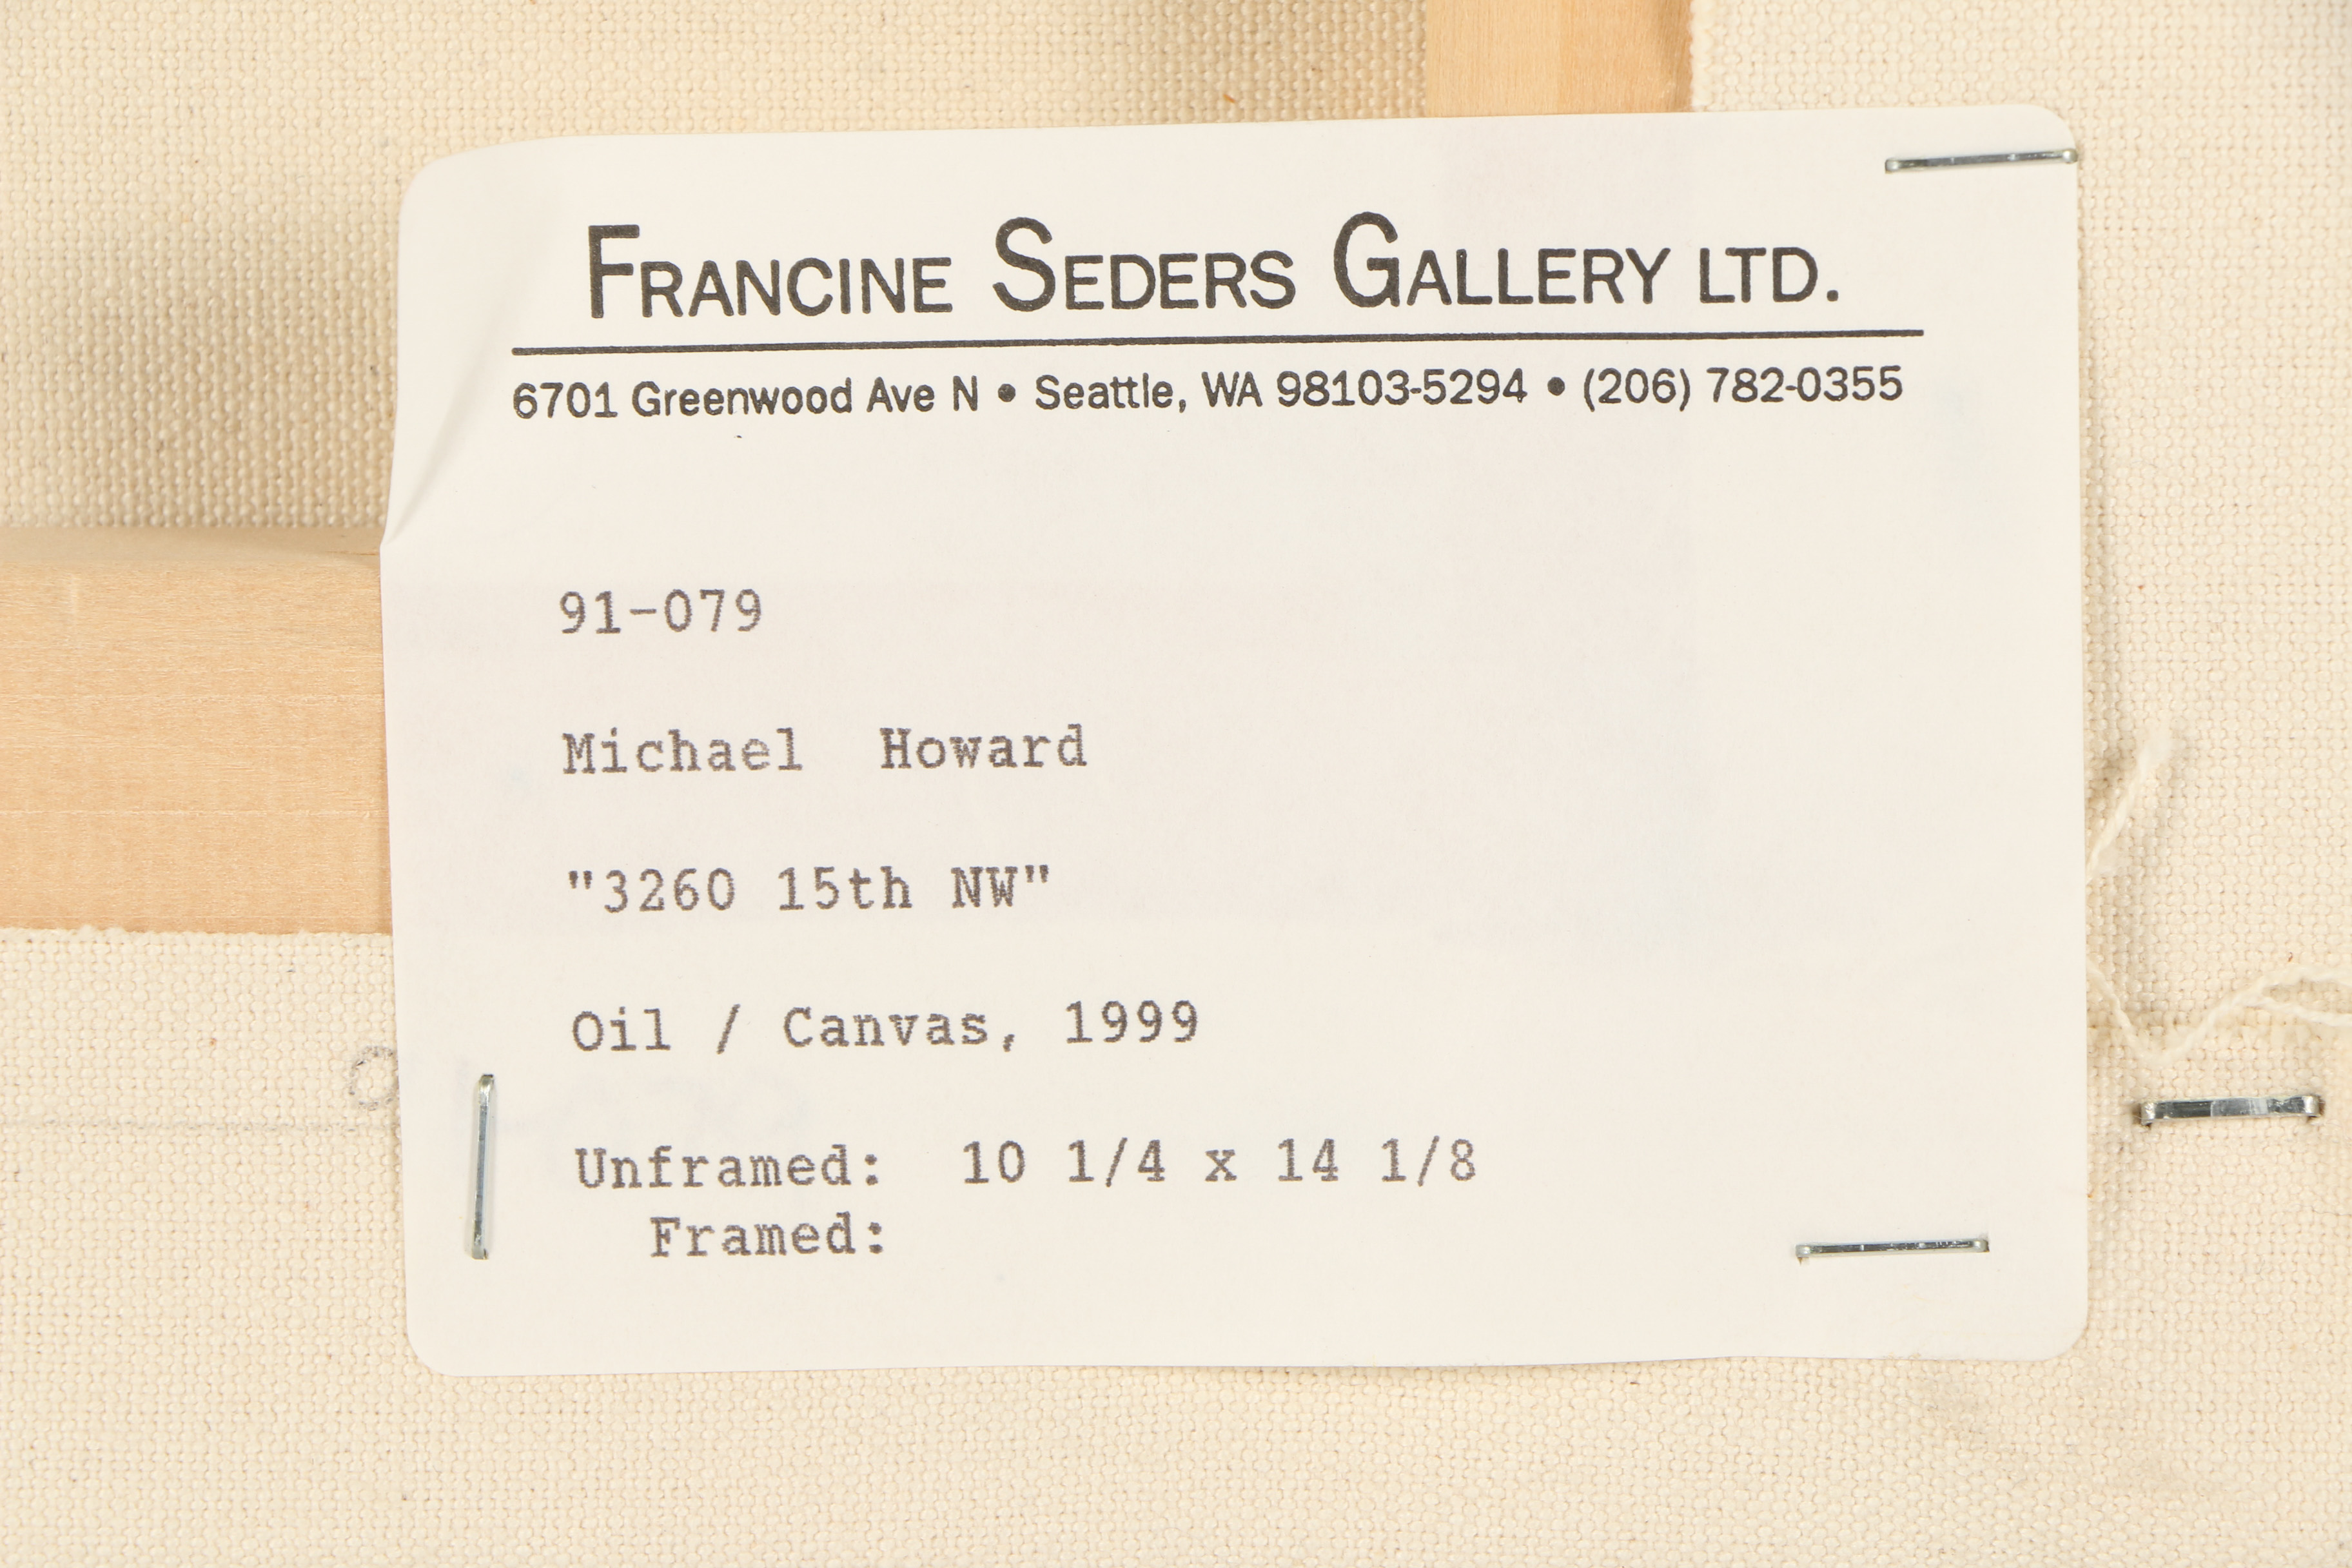 FRANCINE SEDERS GALLERY LTD.
6701 Greenwood Ave N • Seattle, WA 98103-5294 • (206) 782-0355
91-079
Michael  Howard
"3260 15th NW"
Oil / Canvas, 1999
Unframed:  10 1/4 x 14 1/8
Framed: